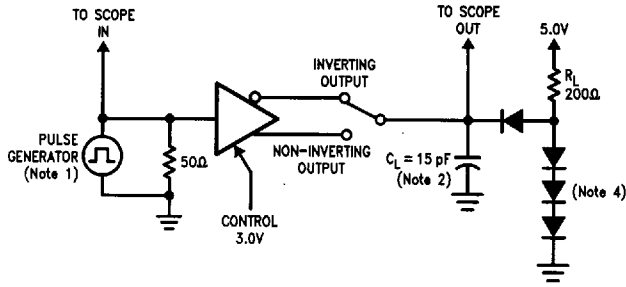 TO SCOPE
IN
TO SCOPE
OUT
5.0V
INVERTING
OUTPUT
R_L
200Ω
PULSE
GENERATOR
(Note 1)
50Ω
NON-INVERTING
OUTPUT
C_L = 15 pF
(Note 2)
(Note 4)
CONTROL
3.0V